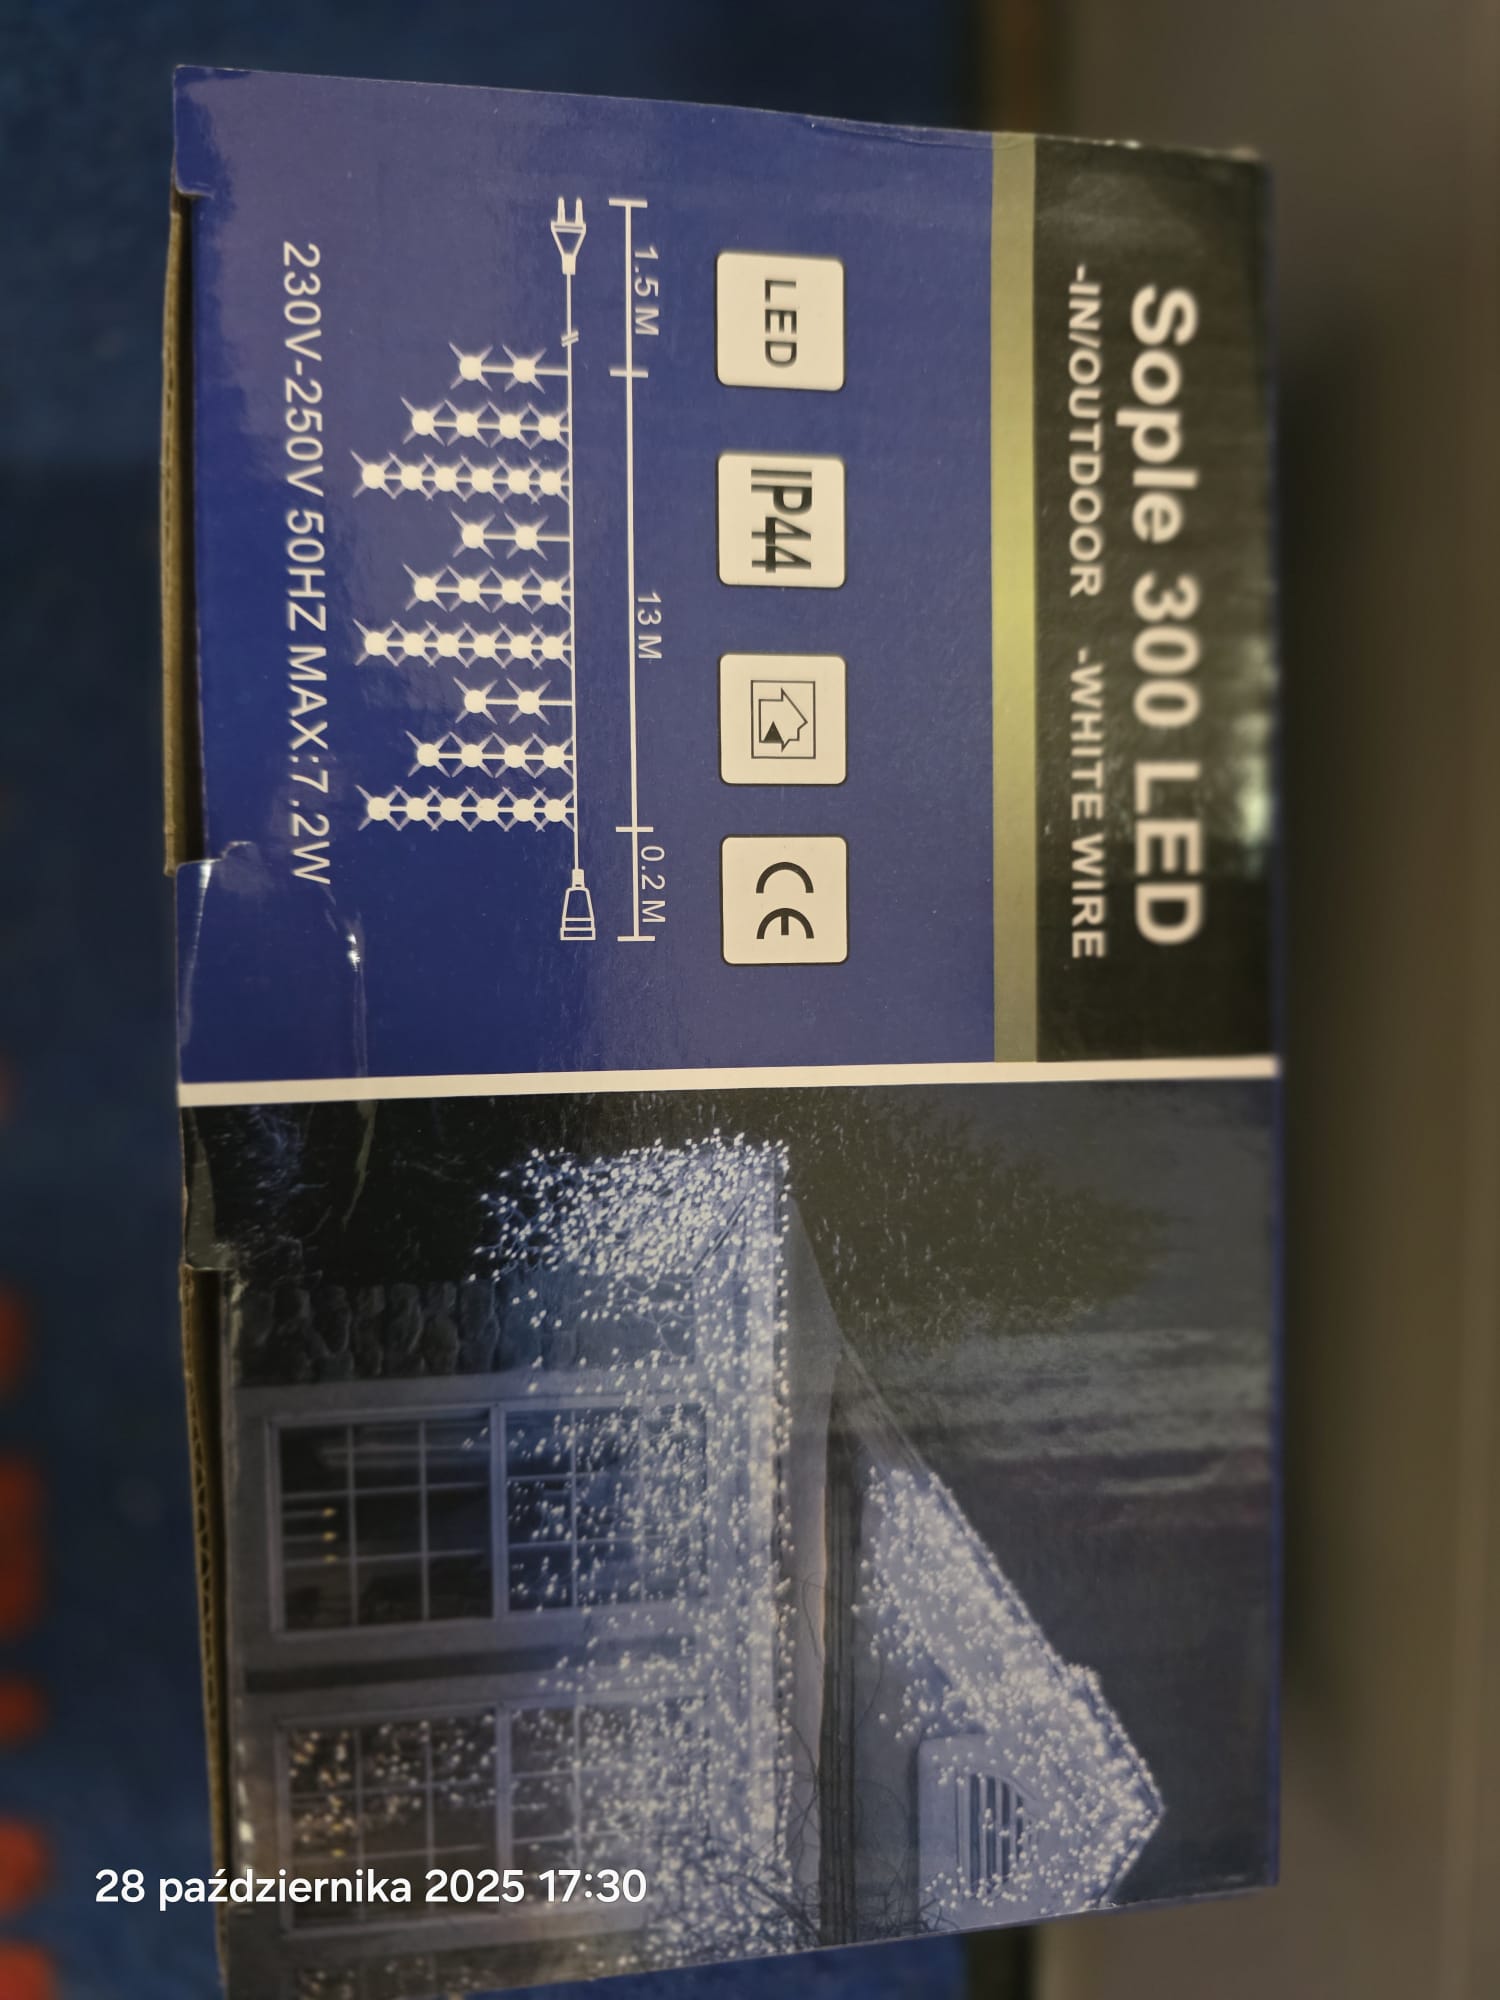 Sople 300 LED
-IN/OUTDOOR -WHITE WIRE
LED IP44 CE
1.5 M 13 M 0.2 M
230V-250V 50HZ MAX:7.2W
28 października 2025 17:30